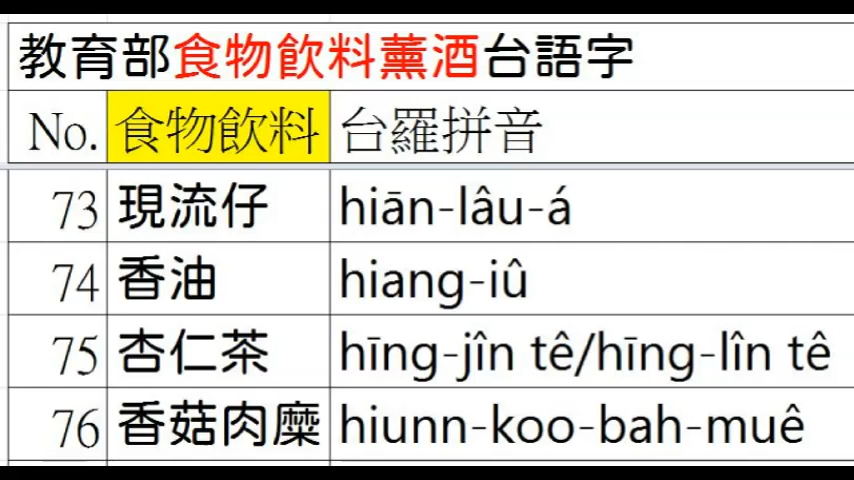 教育部食物飲料薰酒台語字
No. 食物飲料 台羅拼音
73 現流仔 hiān-lâu-á
74 香油 hiang-iû
75 杏仁茶 hīng-jîn tê/hīng-lîn tê
76 香菇肉糜 hiunn-koo-bah-muê